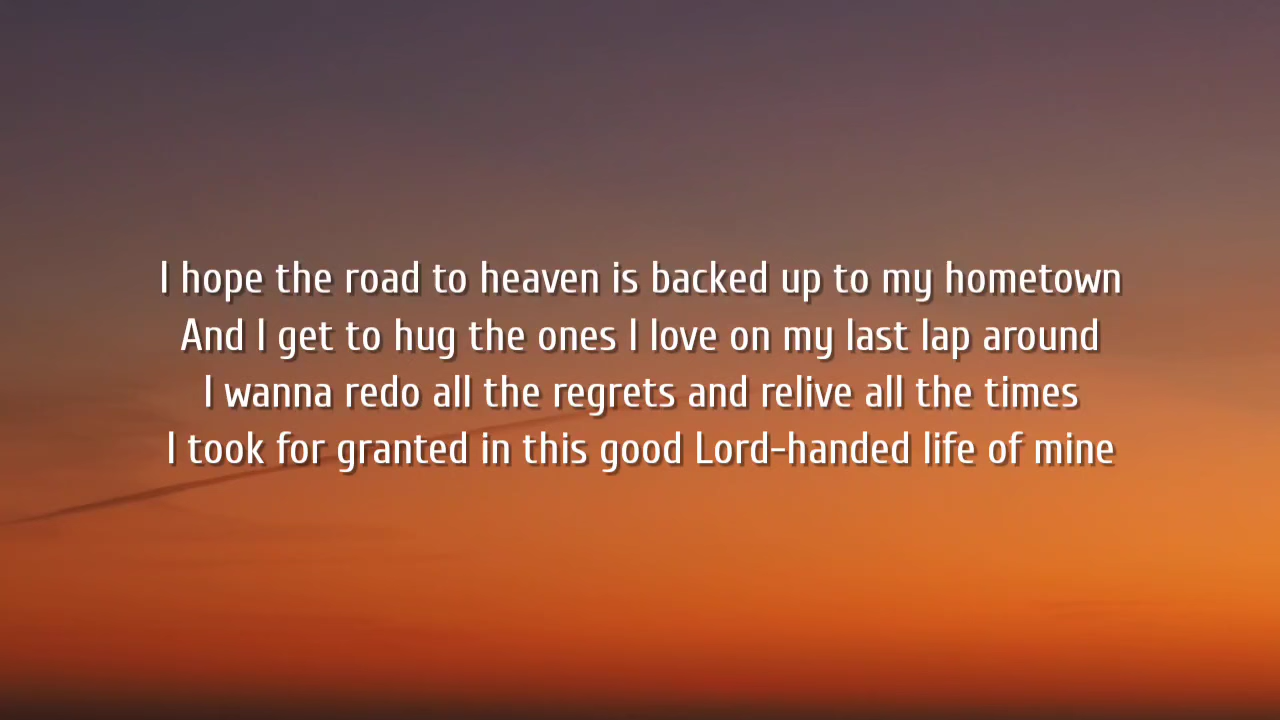 I hope the road to heaven is backed up to my hometown
And I get to hug the ones I love on my last lap around
I wanna redo all the regrets and relive all the times
I took for granted in this good Lord-handed life of mine